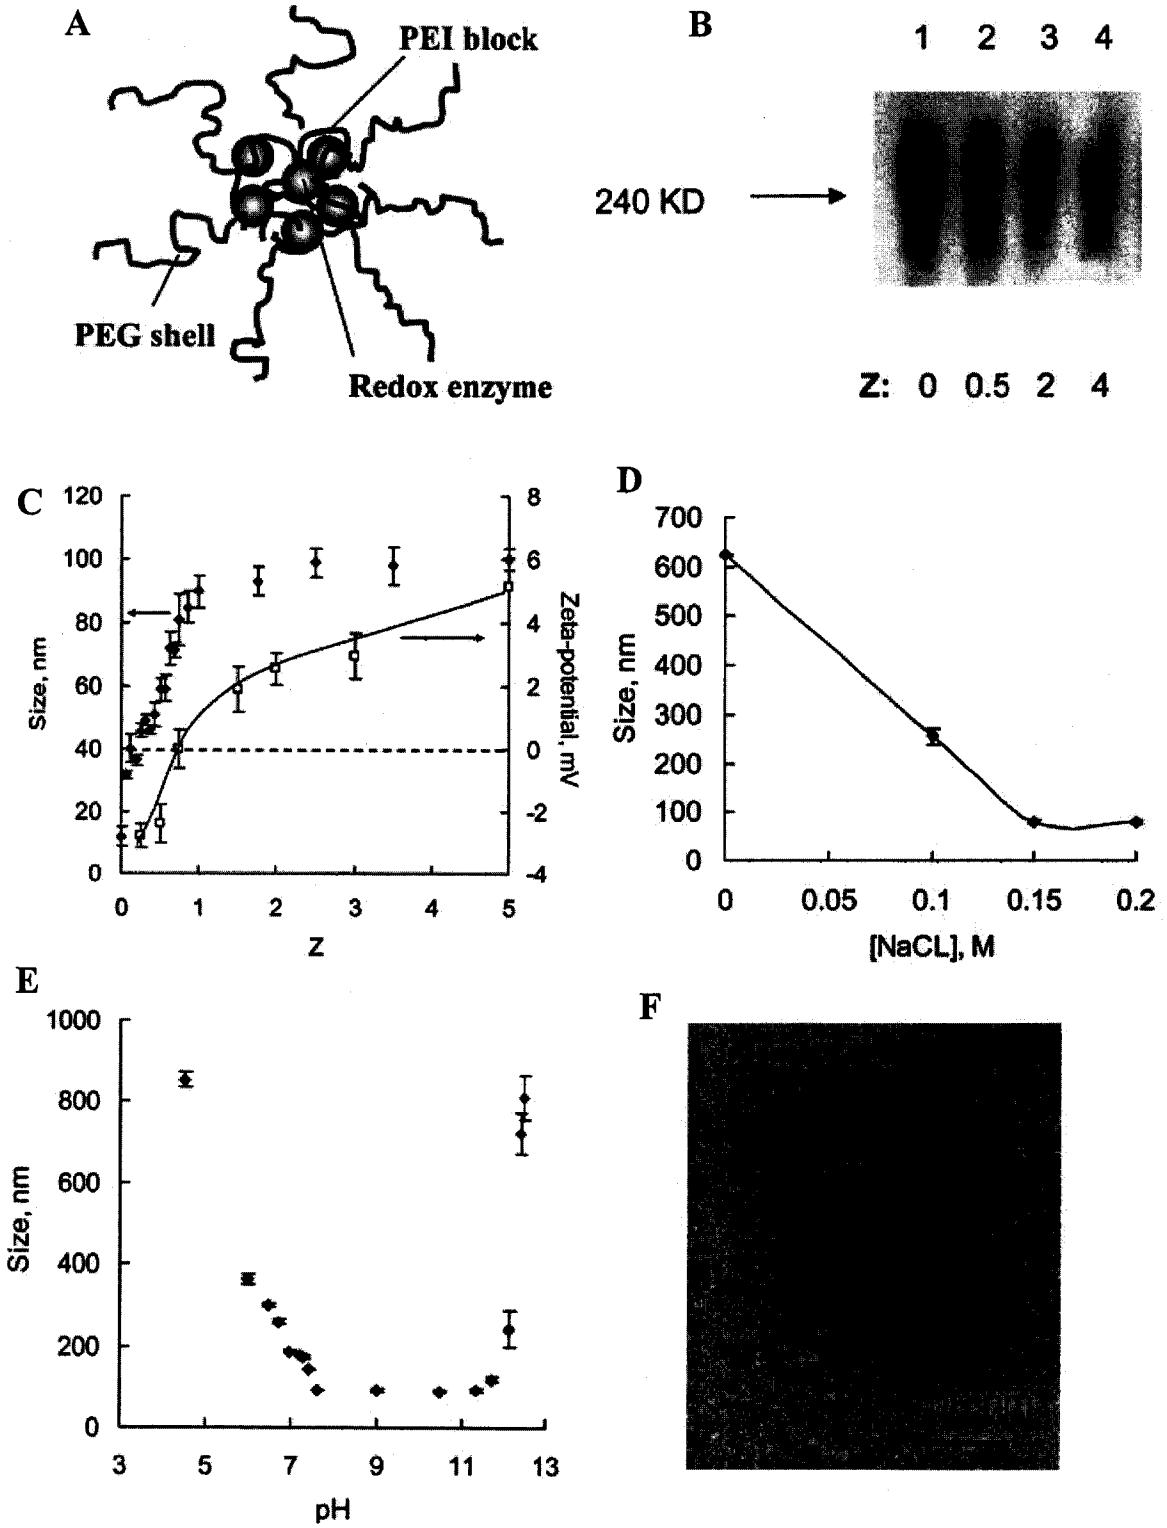 A
PEI block
PEG shell
Redox enzyme
B
1 2 3 4
240 KD
Z: 0 0.5 2 4
C
120
100
80
60
40
20
0
Size, nm
8
6
4
2
0
-2
-4
Zeta-potential, mV
0 1 2 3 4 5
Z
D
700
600
500
400
300
200
100
0
Size, nm
0 0.05 0.1 0.15 0.2
[NaCL], M
E
1000
800
600
400
200
0
Size, nm
3 5 7 9 11 13
pH
F